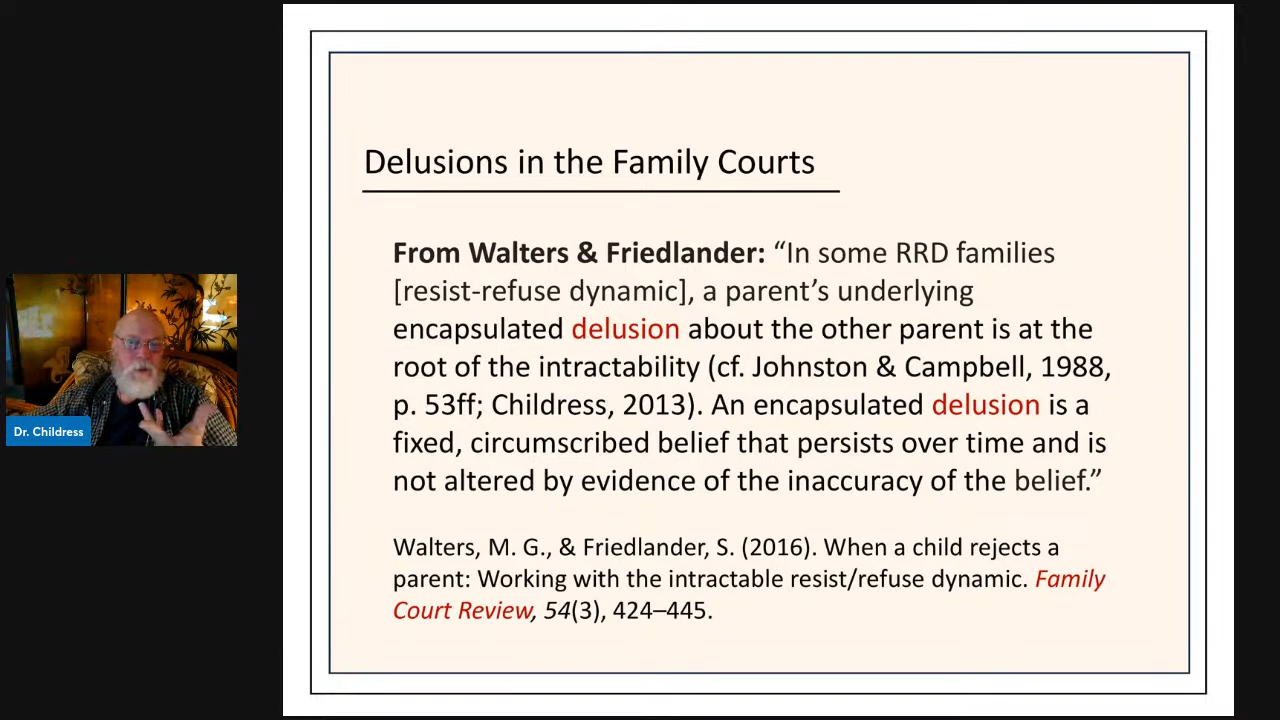 Delusions in the Family Courts
From Walters & Friedlander: “In some RRD families
[resist-refuse dynamic], a parent’s underlying
encapsulated delusion about the other parent is at the
root of the intractability (cf. Johnston & Campbell, 1988,
p. 53ff; Childress, 2013). An encapsulated delusion is a
fixed, circumscribed belief that persists over time and is
not altered by evidence of the inaccuracy of the belief.”
Walters, M. G., & Friedlander, S. (2016). When a child rejects a
parent: Working with the intractable resist/refuse dynamic. Family
Court Review, 54(3), 424–445.
Dr. Childress